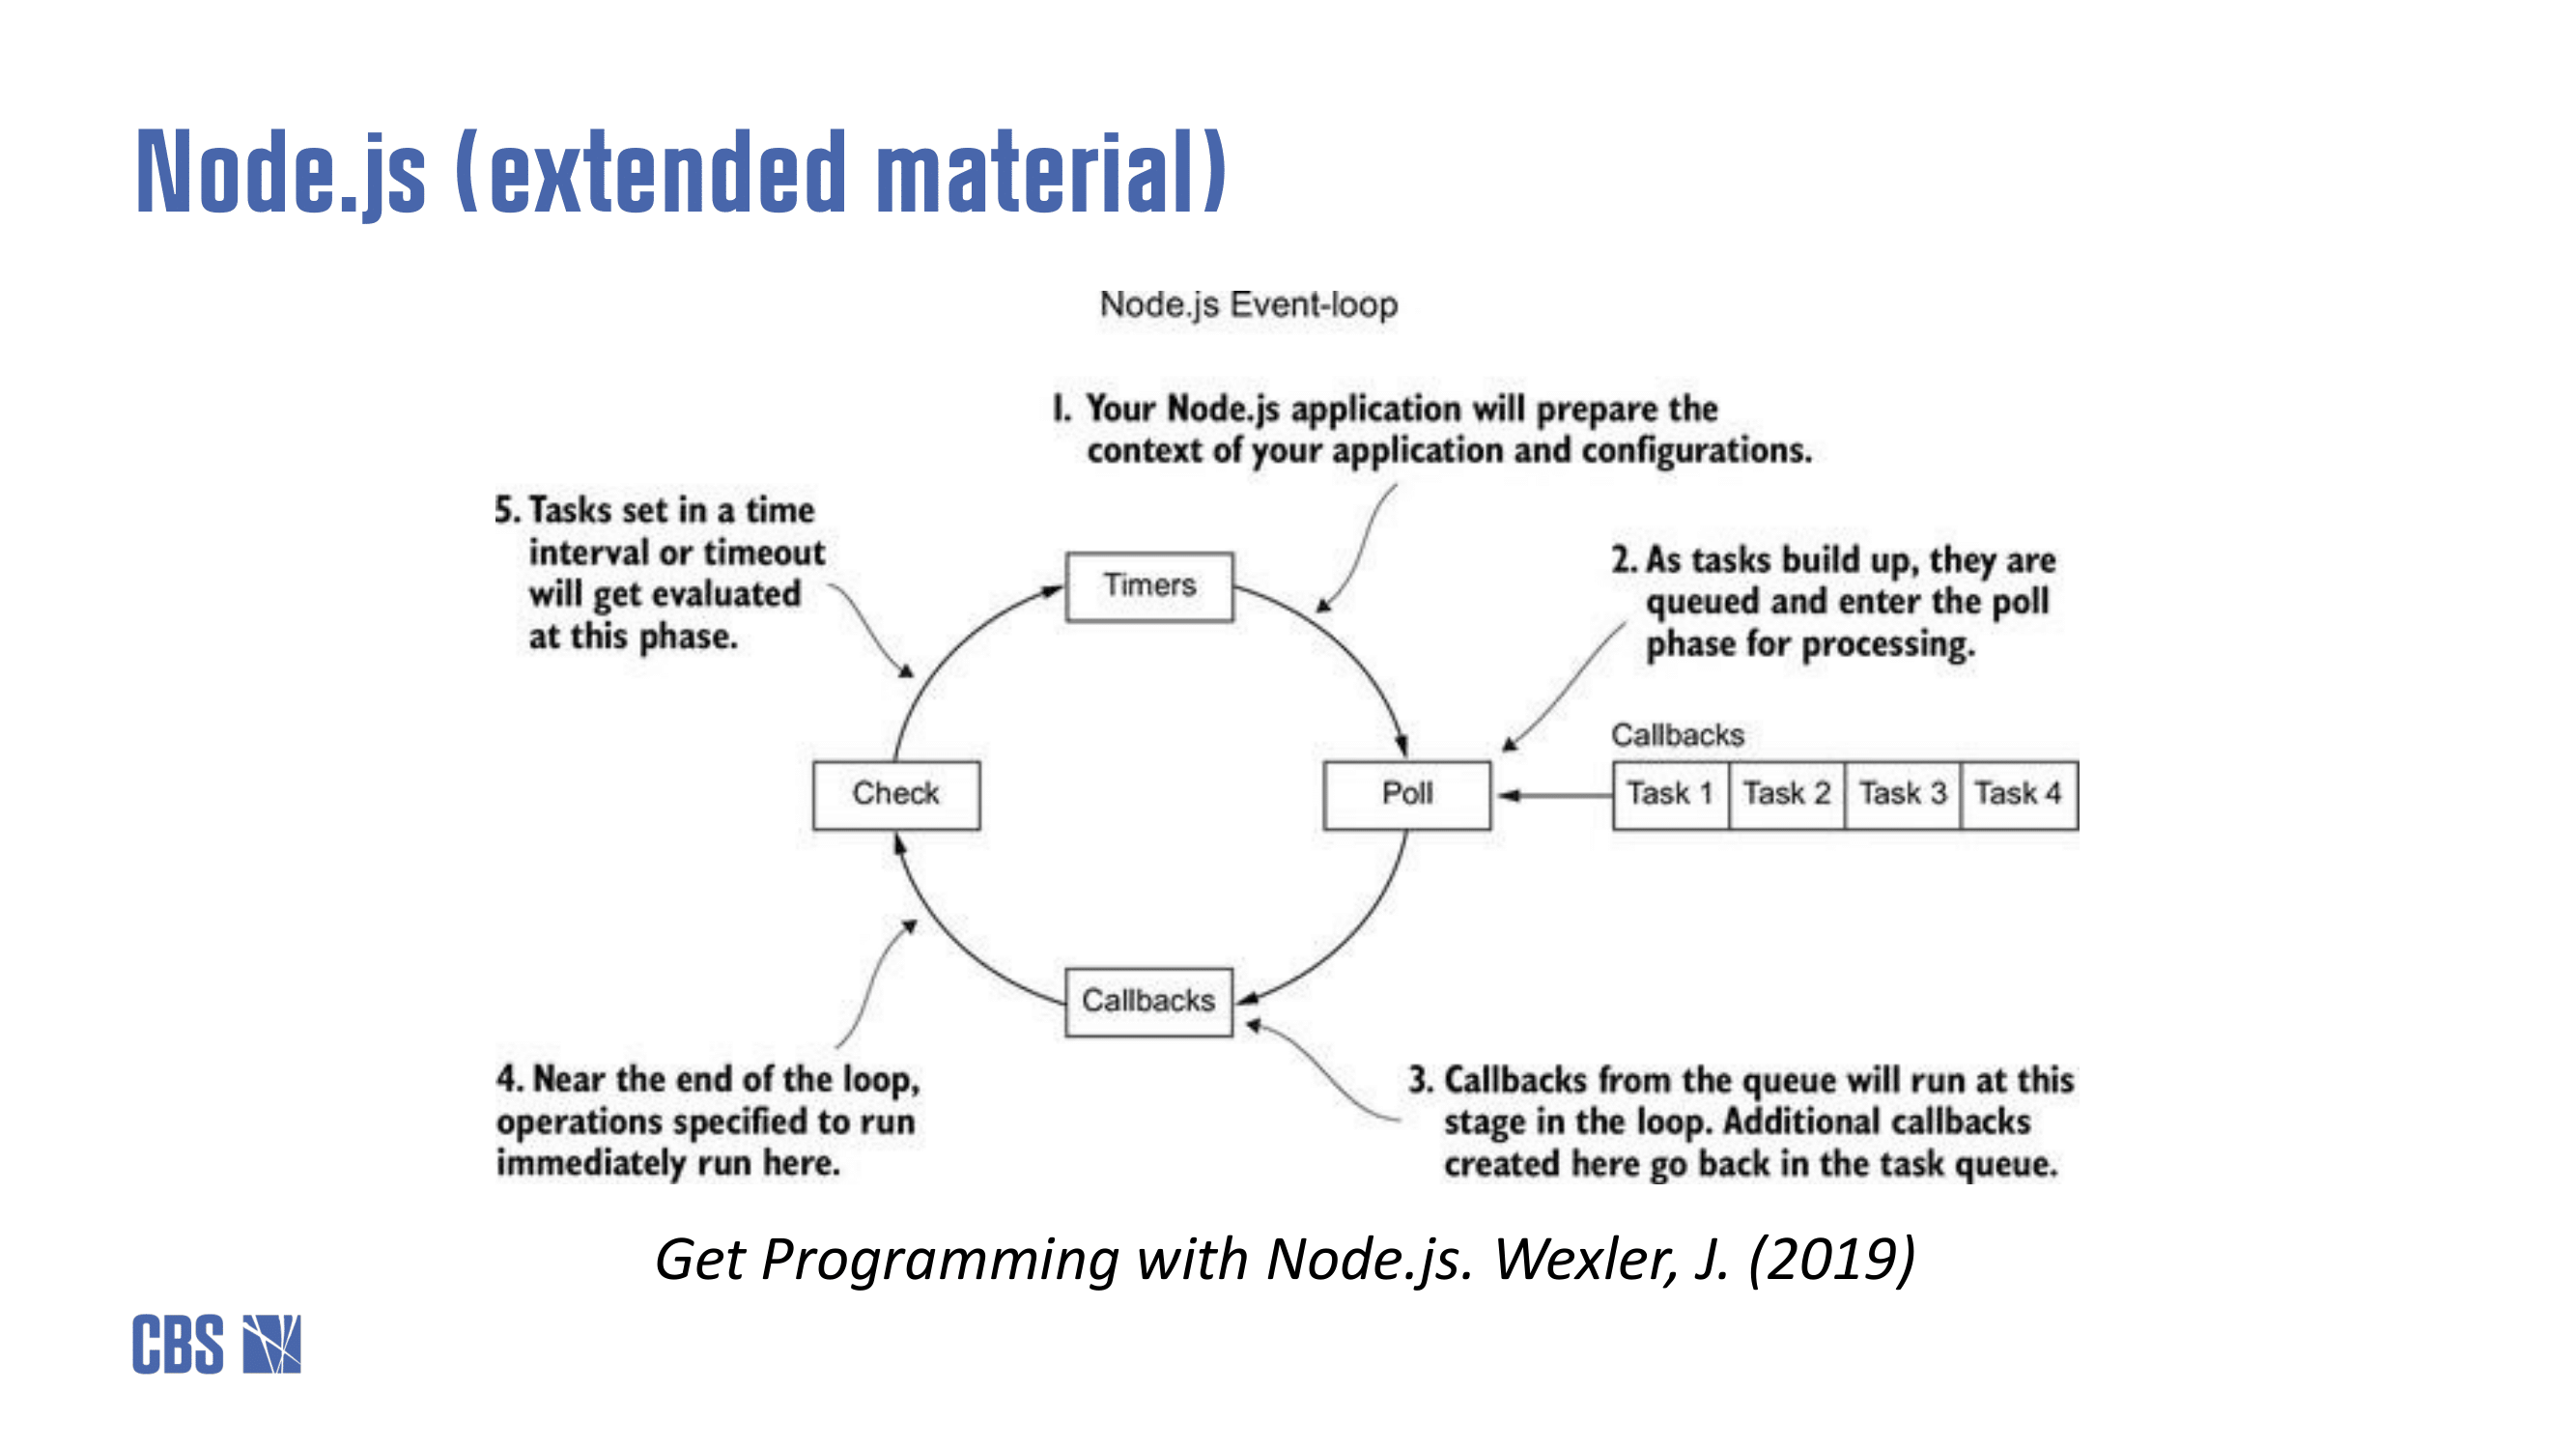 Node.js (extended material)
Node.js Event-loop
1. Your Node.js application will prepare the
context of your application and configurations.
5. Tasks set in a time
interval or timeout
will get evaluated
at this phase.
2. As tasks build up, they are
queued and enter the poll
phase for processing.
Timers
Callbacks
Check
Poll
Task 1
Task 2
Task 3
Task 4
Callbacks
4. Near the end of the loop,
operations specified to run
immediately run here.
3. Callbacks from the queue will run at this
stage in the loop. Additional callbacks
created here go back in the task queue.
Get Programming with Node.js. Wexler, J. (2019)
CBS